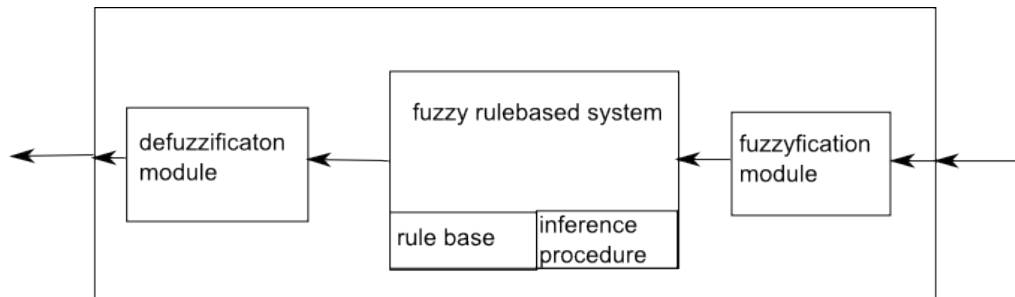 defuzzificaton
module
fuzzy rulebased system
rule base
inference
procedure
fuzzyfication
module